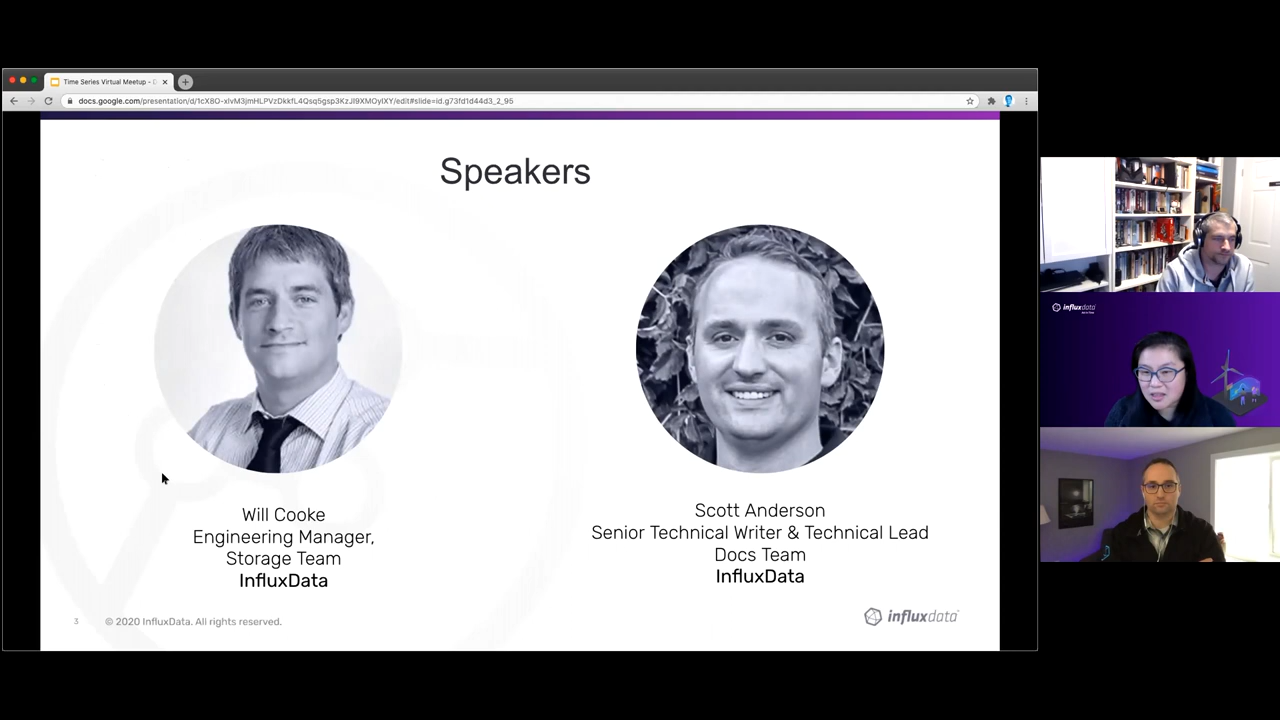 Time Series Virtual Meetup - D
docs.google.com/presentation/d/1cX8O-xIvM3jmHLPVzDkkfL4Qsq5gsp3KzJI9XMOyIXY/edit#slide=id.g73fd1d44d3_2_95
Speakers
Will Cooke
Engineering Manager,
Storage Team
InfluxData
Scott Anderson
Senior Technical Writer & Technical Lead
Docs Team
InfluxData
3
© 2020 InfluxData. All rights reserved.
influxdata
influxdata